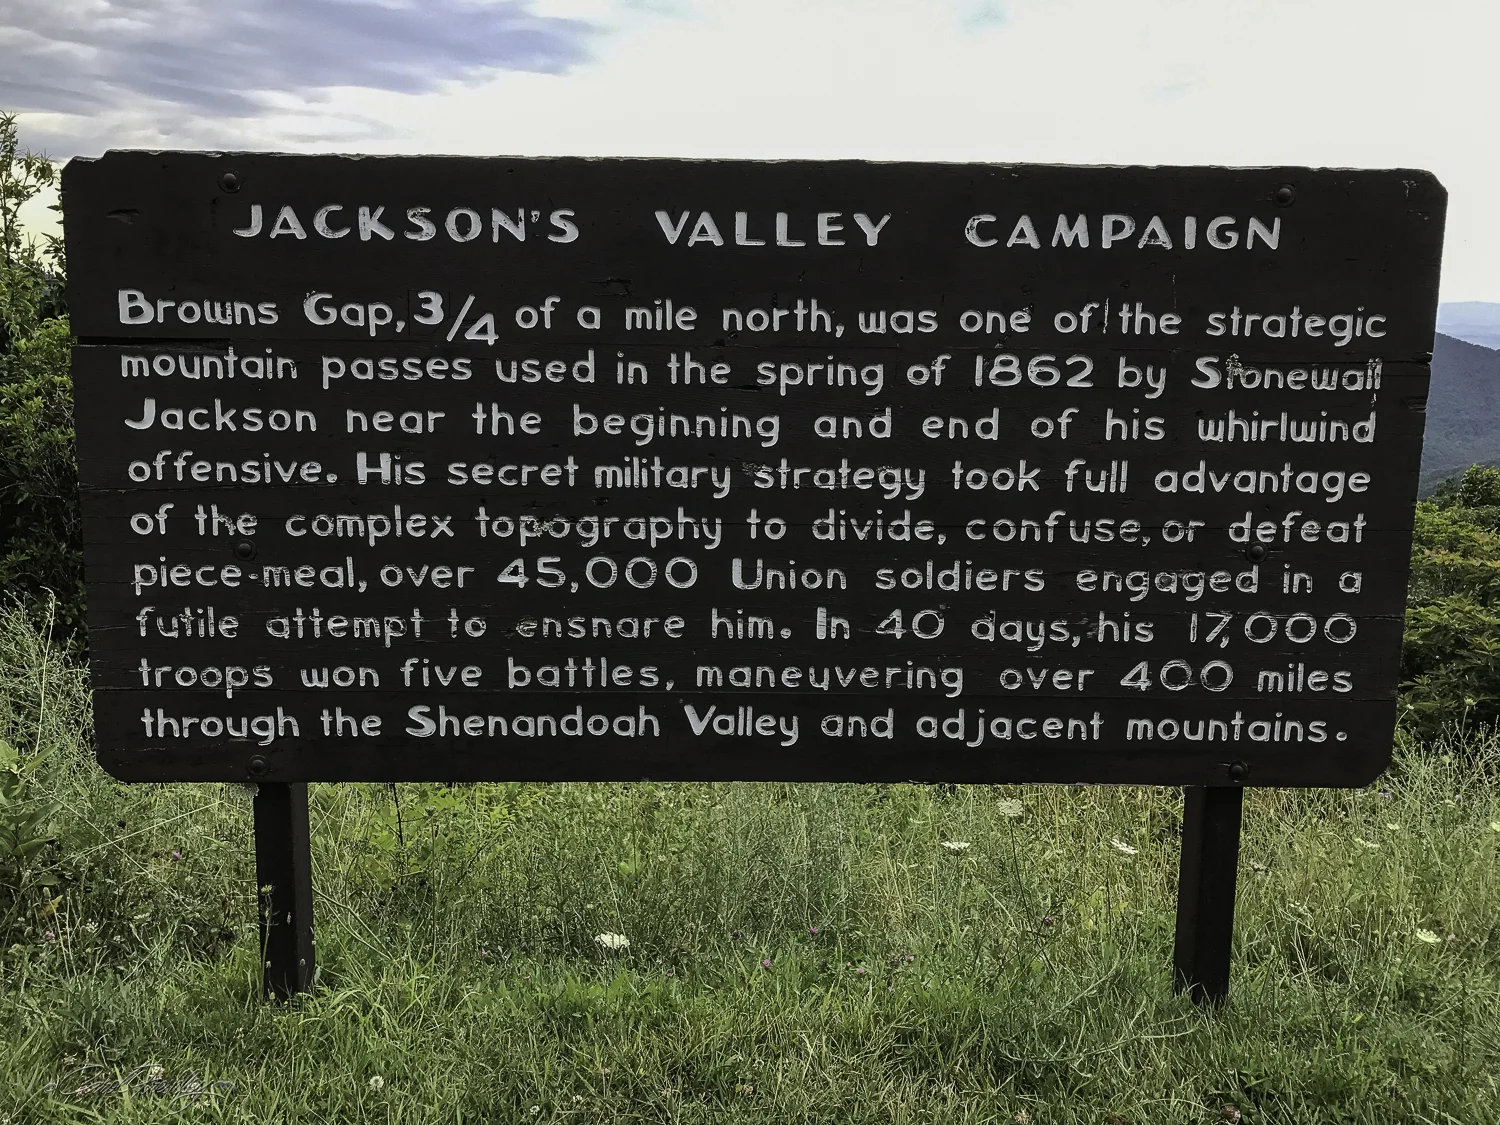 JACKSON'S VALLEY CAMPAIGN
Browns Gap, 3/4 of a mile north, was one of the strategic
mountain passes used in the spring of 1862 by Stonewall
Jackson near the beginning and end of his whirlwind
offensive. His secret military strategy took full advantage
of the complex topography to divide, confuse, or defeat
piece-meal, over 45,000 Union soldiers engaged in a
futile attempt to ensnare him. In 40 days, his 17,000
troops won five battles, maneuvering over 400 miles
through the Shenandoah Valley and adjacent mountains.